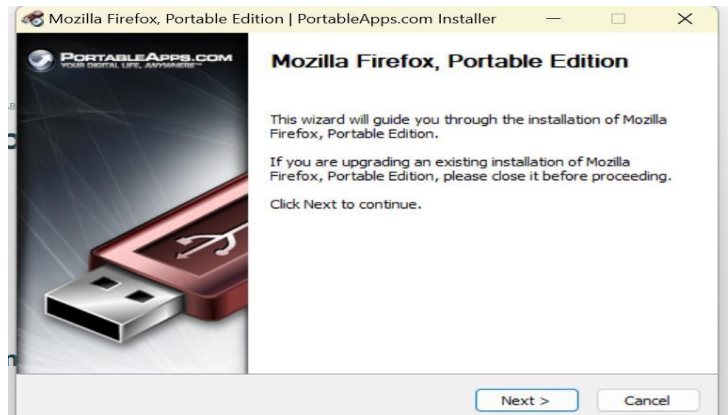 Mozilla Firefox, Portable Edition | PortableApps.com Installer
PORTABLEAPPS.COM
YOUR DIGITAL LIFE, ANYWHERE™
Mozilla Firefox, Portable Edition
This wizard will guide you through the installation of Mozilla
Firefox, Portable Edition.
If you are upgrading an existing installation of Mozilla
Firefox, Portable Edition, please close it before proceeding.
Click Next to continue.
Next >
Cancel